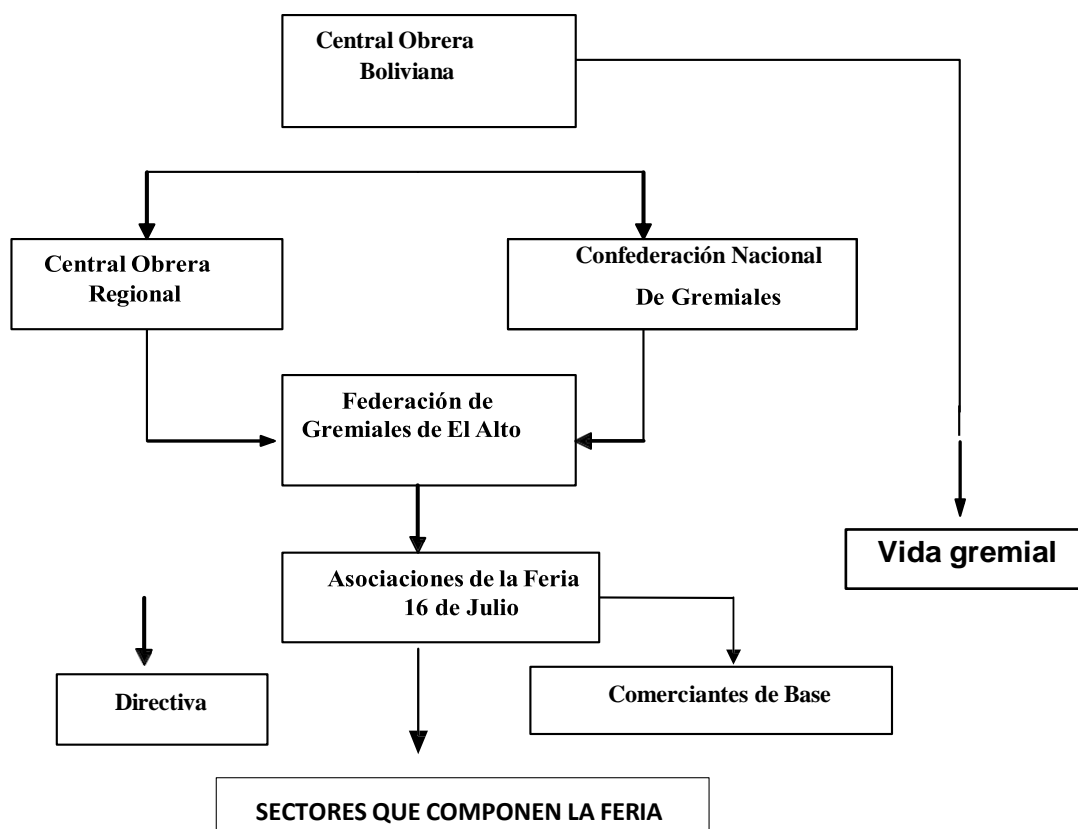 Central Obrera
Boliviana
Central Obrera
Regional
Confederación Nacional
De Gremiales
Federación de
Gremiales de El Alto
Vida gremial
Asociaciones de la Feria
16 de Julio
Directiva
Comerciantes de Base
SECTORES QUE COMPONEN LA FERIA